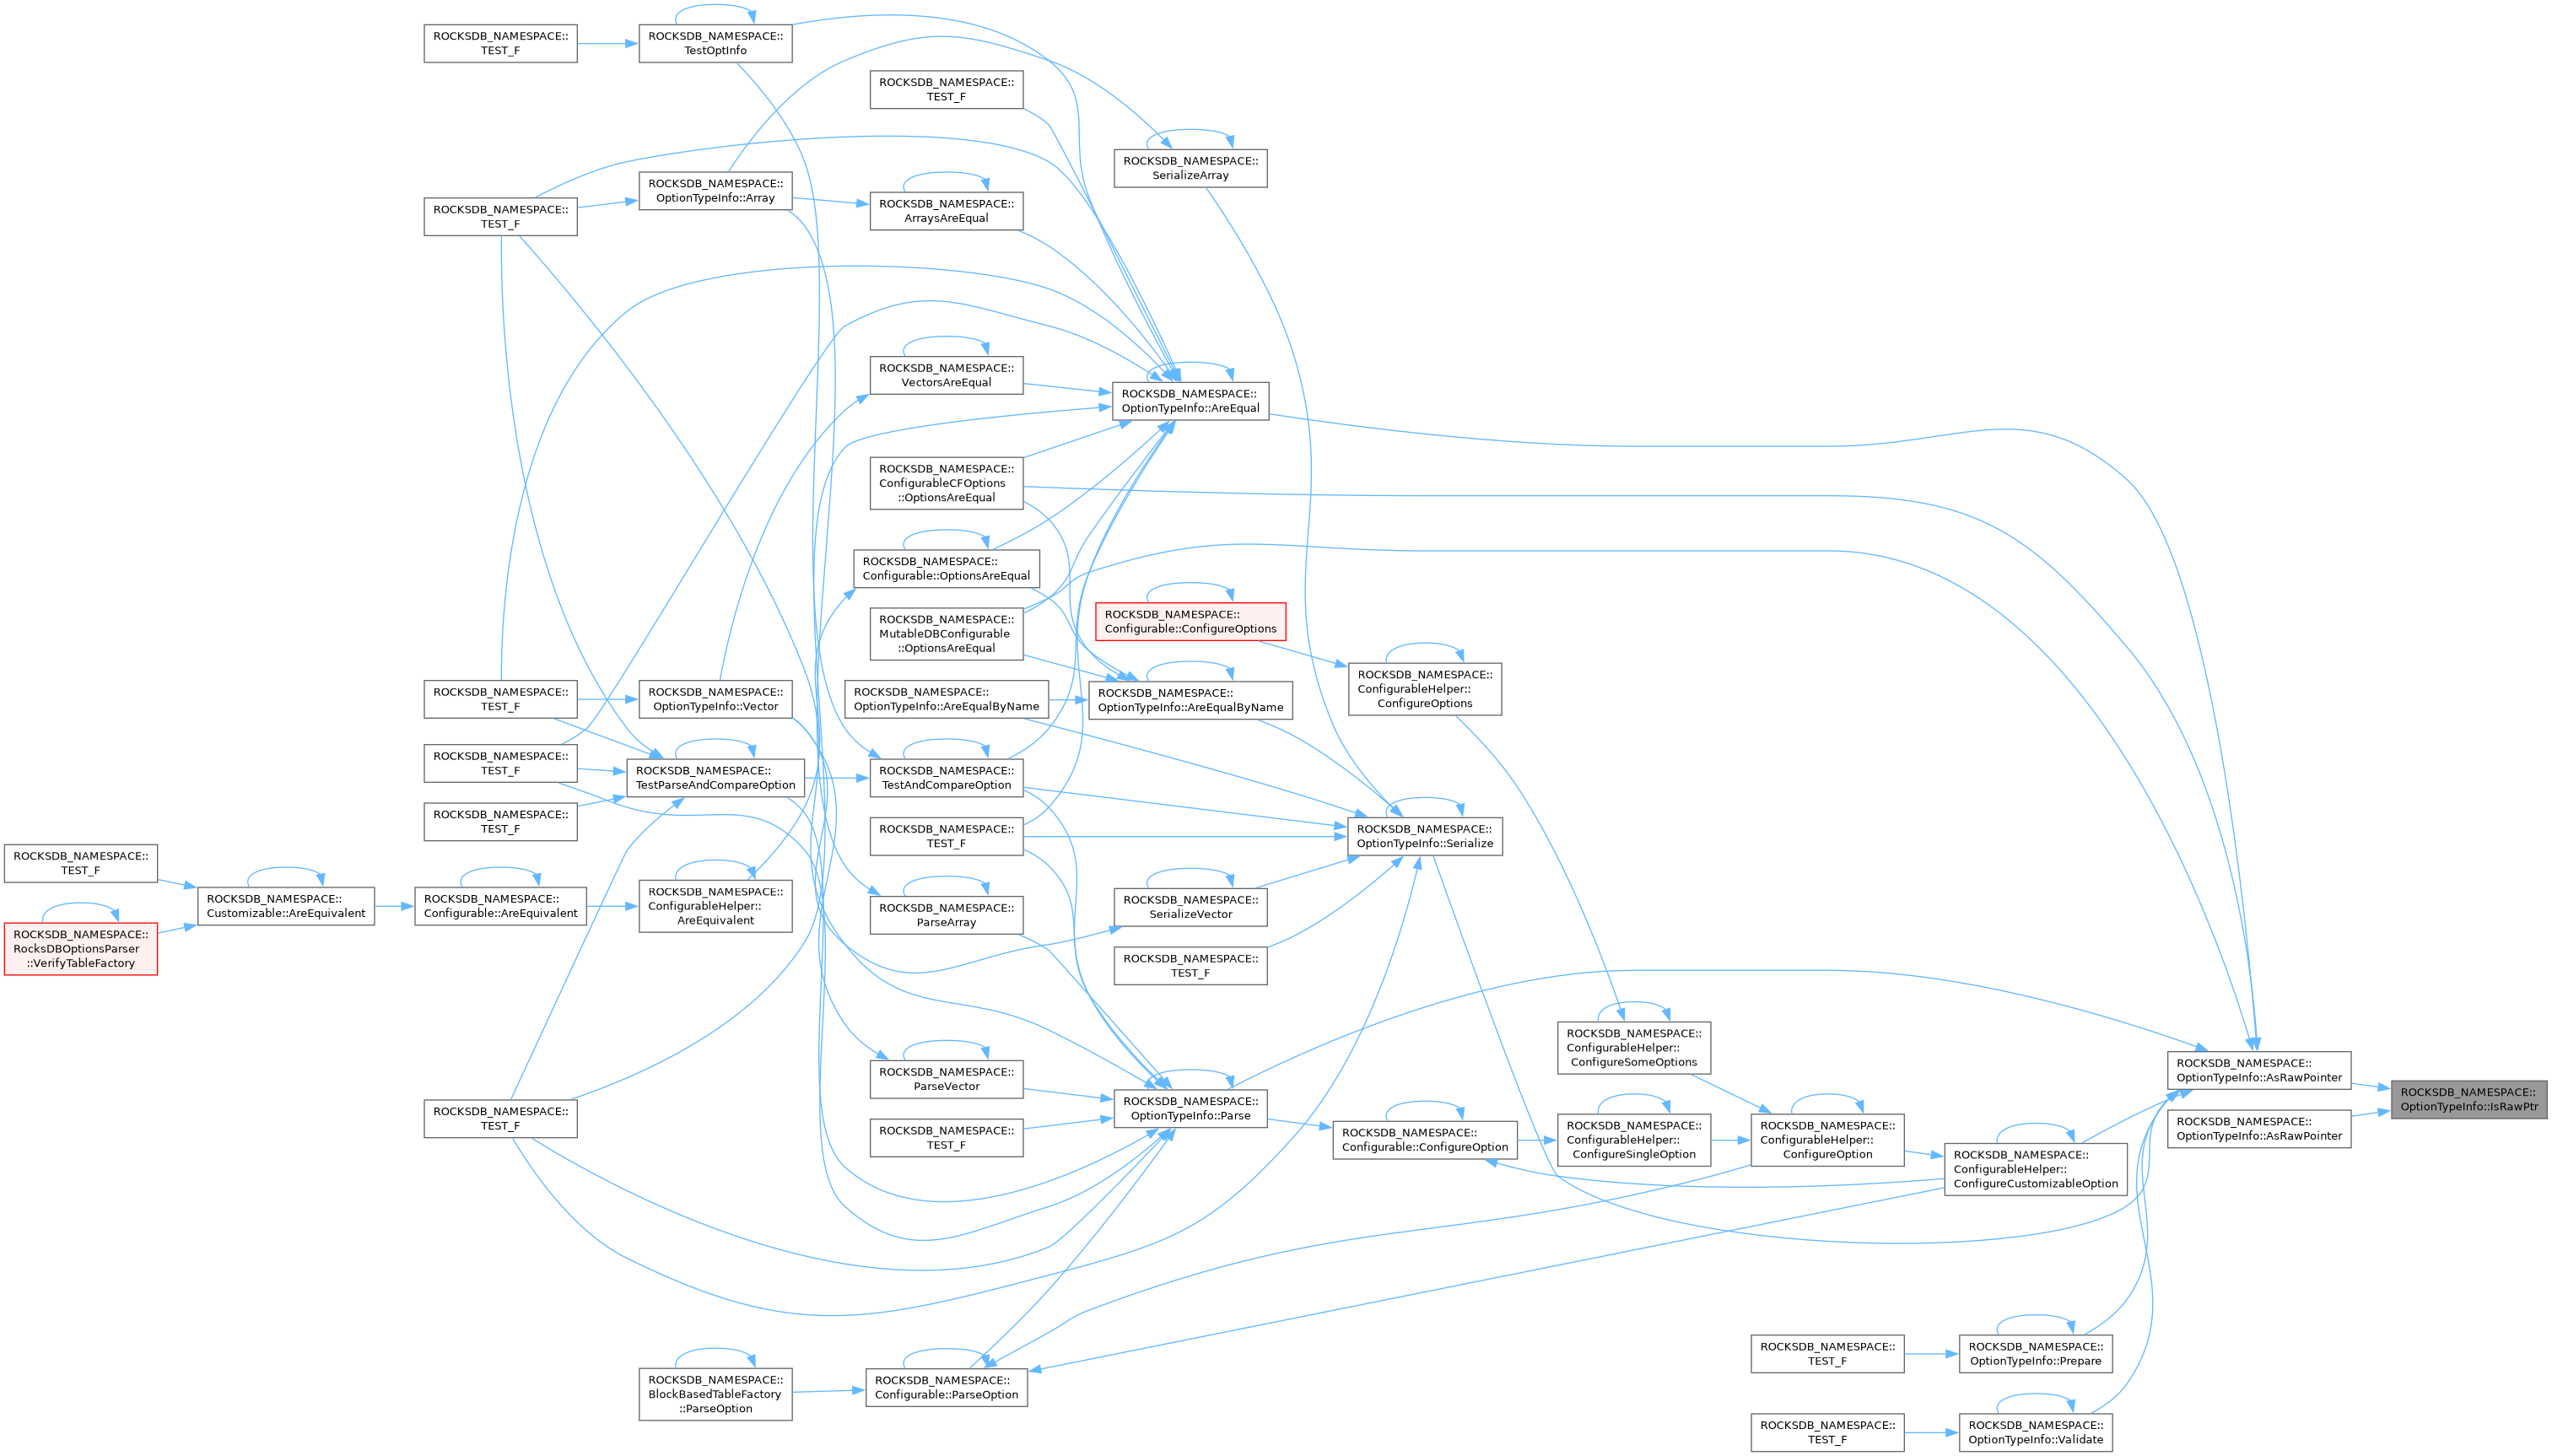 ROCKSDB_NAMESPACE::
TEST_F
ROCKSDB_NAMESPACE::
TestOptInfo
ROCKSDB_NAMESPACE::
TEST_F
ROCKSDB_NAMESPACE::
SerializeArray
ROCKSDB_NAMESPACE::
TEST_F
ROCKSDB_NAMESPACE::
OptionTypeInfo::Array
ROCKSDB_NAMESPACE::
ArraysAreEqual
ROCKSDB_NAMESPACE::
VectorsAreEqual
ROCKSDB_NAMESPACE::
OptionTypeInfo::AreEqual
ROCKSDB_NAMESPACE::
ConfigurableCFOptions
::OptionsAreEqual
ROCKSDB_NAMESPACE::
Configurable::OptionsAreEqual
ROCKSDB_NAMESPACE::
MutableDBConfigurable
::OptionsAreEqual
ROCKSDB_NAMESPACE::
Configurable::ConfigureOptions
ROCKSDB_NAMESPACE::
ConfigurableHelper::
ConfigureOptions
ROCKSDB_NAMESPACE::
TEST_F
ROCKSDB_NAMESPACE::
OptionTypeInfo::Vector
ROCKSDB_NAMESPACE::
OptionTypeInfo::AreEqualByName
ROCKSDB_NAMESPACE::
OptionTypeInfo::AreEqualByName
ROCKSDB_NAMESPACE::
TEST_F
ROCKSDB_NAMESPACE::
TestParseAndCompareOption
ROCKSDB_NAMESPACE::
TestAndCompareOption
ROCKSDB_NAMESPACE::
TEST_F
ROCKSDB_NAMESPACE::
TEST_F
ROCKSDB_NAMESPACE::
OptionTypeInfo::Serialize
ROCKSDB_NAMESPACE::
TEST_F
ROCKSDB_NAMESPACE::
Customizable::AreEquivalent
ROCKSDB_NAMESPACE::
Configurable::AreEquivalent
ROCKSDB_NAMESPACE::
ConfigurableHelper::
AreEquivalent
ROCKSDB_NAMESPACE::
ParseArray
ROCKSDB_NAMESPACE::
SerializeVector
ROCKSDB_NAMESPACE::
RocksDBOptionsParser
::VerifyTableFactory
ROCKSDB_NAMESPACE::
TEST_F
ROCKSDB_NAMESPACE::
ConfigurableHelper::
ConfigureSomeOptions
ROCKSDB_NAMESPACE::
OptionTypeInfo::AsRawPointer
ROCKSDB_NAMESPACE::
OptionTypeInfo::IsRawPtr
ROCKSDB_NAMESPACE::
ParseVector
ROCKSDB_NAMESPACE::
TEST_F
ROCKSDB_NAMESPACE::
OptionTypeInfo::Parse
ROCKSDB_NAMESPACE::
TEST_F
ROCKSDB_NAMESPACE::
Configurable::ConfigureOption
ROCKSDB_NAMESPACE::
ConfigurableHelper::
ConfigureSingleOption
ROCKSDB_NAMESPACE::
ConfigurableHelper::
ConfigureOption
ROCKSDB_NAMESPACE::
ConfigurableHelper::
ConfigureCustomizableOption
ROCKSDB_NAMESPACE::
OptionTypeInfo::AsRawPointer
ROCKSDB_NAMESPACE::
BlockBasedTableFactory
::ParseOption
ROCKSDB_NAMESPACE::
Configurable::ParseOption
ROCKSDB_NAMESPACE::
TEST_F
ROCKSDB_NAMESPACE::
OptionTypeInfo::Prepare
ROCKSDB_NAMESPACE::
TEST_F
ROCKSDB_NAMESPACE::
OptionTypeInfo::Validate